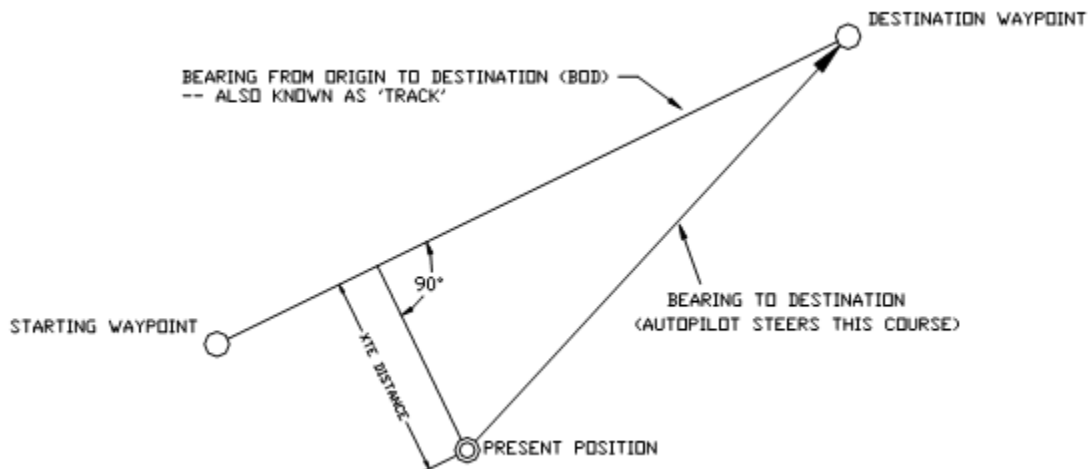 DESTINATION WAYPOINT
BEARING FROM ORIGIN TO DESTINATION (BOD)
-- ALSO KNOWN AS 'TRACK'
90°
BEARING TO DESTINATION
(AUTOPILOT STEERS THIS COURSE)
STARTING WAYPOINT
XTE DISTANCE
PRESENT POSITION